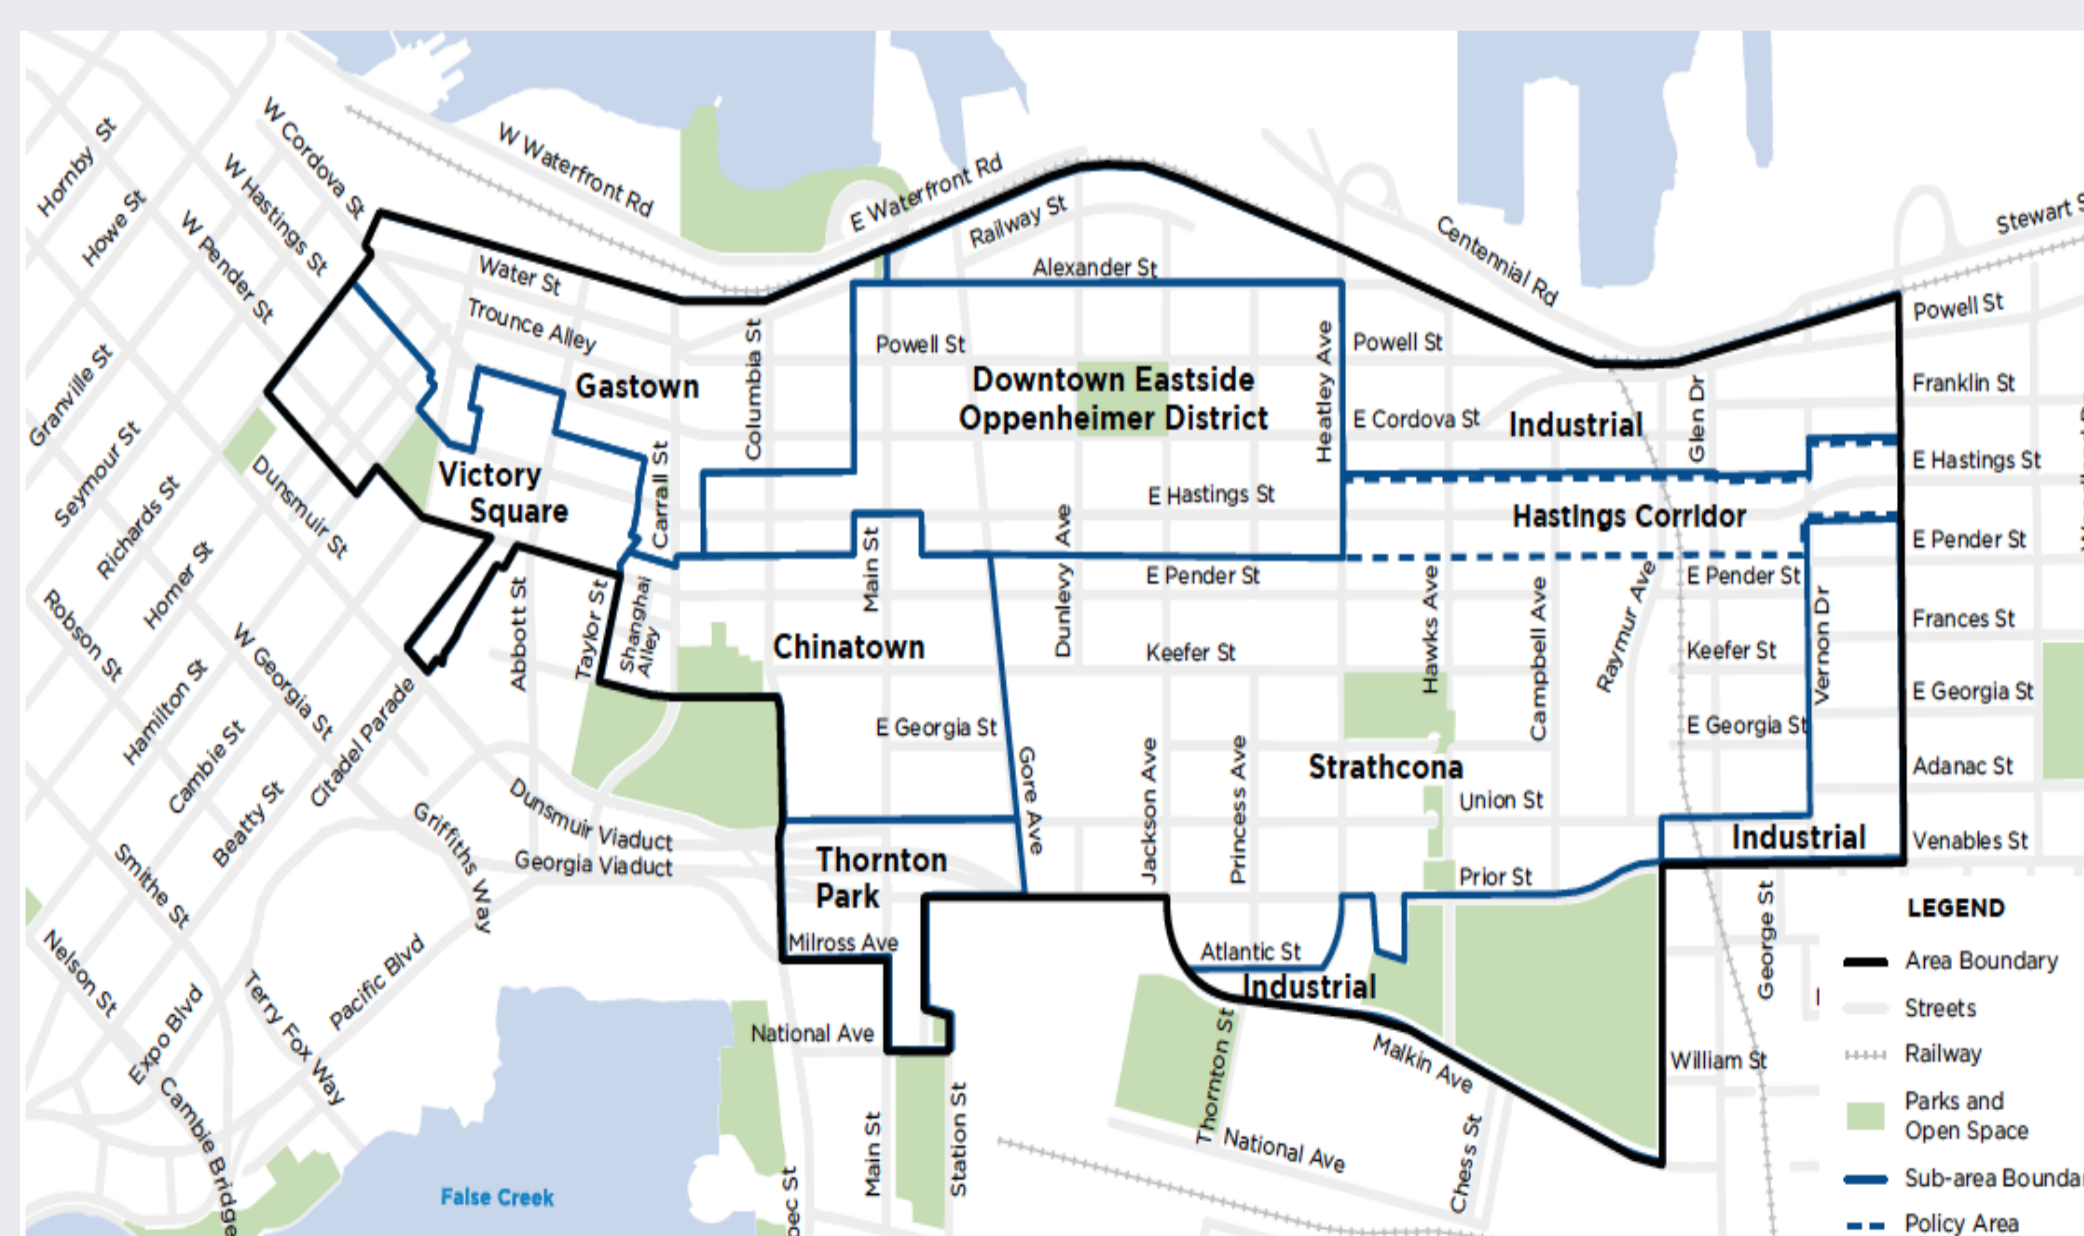 Hornby St
Howe St
W Cordova St
W Hastings St
W Pender St
Granville St
Seymour St
Richards St
Homer St
Dunsmuir St
Robson St
Hamilton St
Cambie St
Beatty St
W Georgia St
Citadel Parade
Smithe St
Nelson St
Expo Blvd
Cambie Bridge
Terry Fox Way
Pacific Blvd
Griffiths Way
Dunsmuir Viaduct
Georgia Viaduct
False Creek
W Waterfront Rd
E Waterfront Rd
Railway St
Alexander St
Centennial Rd
Stewart S
Water St
Trounce Alley
Gastown
Columbia St
Powell St
Downtown Eastside
Oppenheimer District
Heatley Ave
Powell St
E Cordova St
Industrial
Glen Dr
Powell St
Franklin St
E Hastings St
E Pender St
Frances St
E Georgia St
Adanac St
Venables St
Victory
Square
Carrall St
E Hastings St
Hastings Corridor
Main St
Dunlevy Ave
Abbott St
Taylor St
Shanghai
Alley
Chinatown
E Pender St
Keefer St
Hawks Ave
Campbell Ave
Raymur Ave
E Pender St
Keefer St
E Georgia St
Vernon Dr
E Georgia St
Gore Ave
Jackson Ave
Princess Ave
Strathcona
Union St
Prior St
Industrial
Thornton
Park
Milross Ave
National Ave
Main St
Station St
Atlantic St
Industrial
Thornton St
Malkin Ave
National Ave
Chess St
George St
William St
LEGEND
Area Boundary
Streets
Railway
Parks and
Open Space
Sub-area Bounda
Policy Area